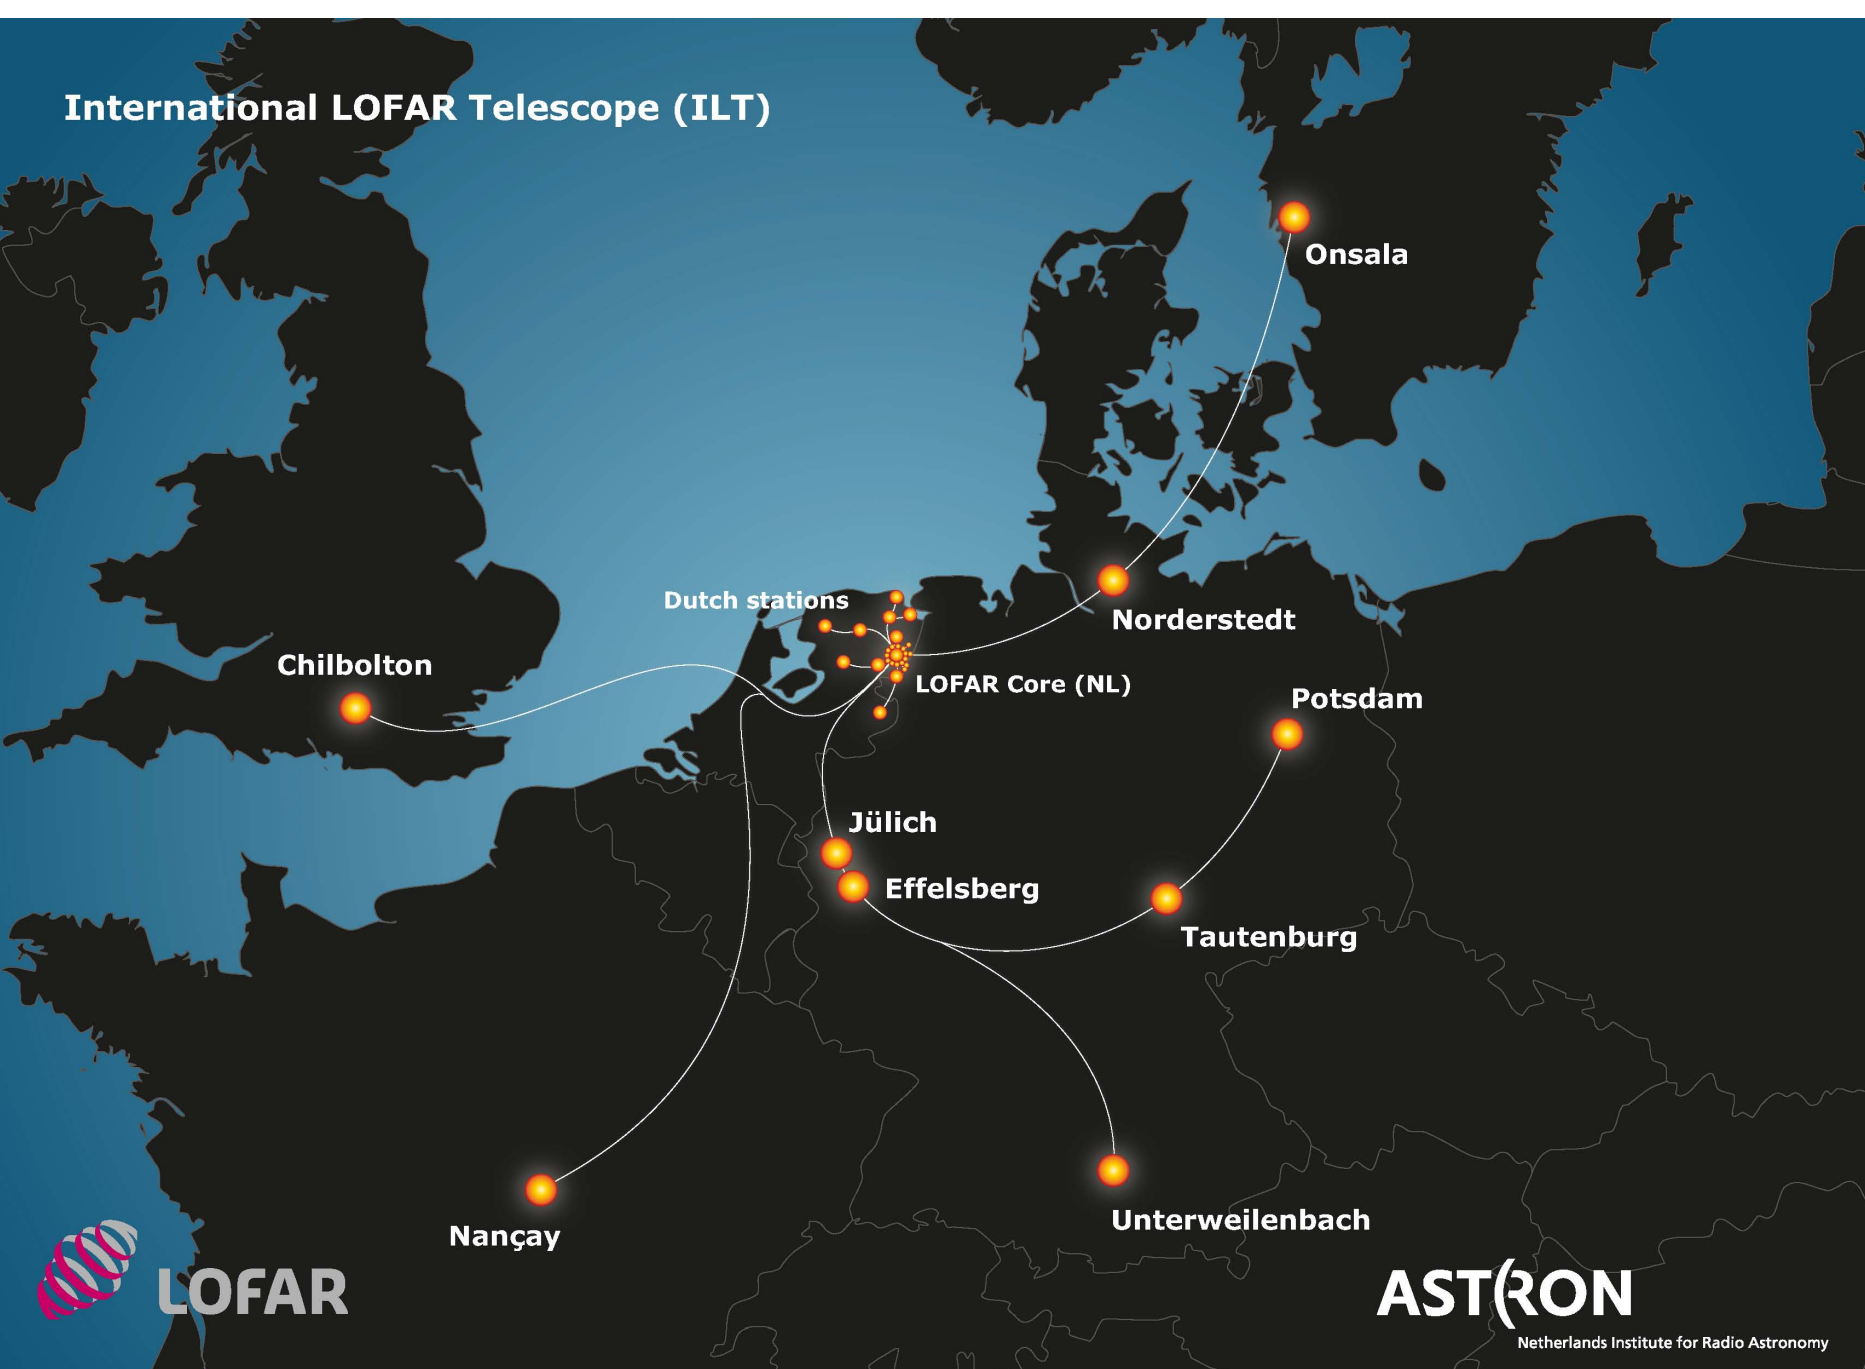 International LOFAR Telescope (ILT)
Onsala
Dutch stations
Norderstedt
Chilbolton
LOFAR Core (NL)
Potsdam
Jülich
Effelsberg
Tautenburg
Unterweilenbach
Nançay
LOFAR
ASTRON
Netherlands Institute for Radio Astronomy